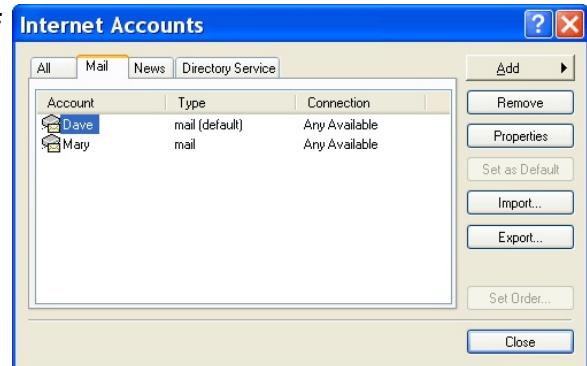 Internet Accounts
All Mail News Directory Service
Add
Account Type Connection
Remove
Dave mail (default) Any Available
Mary mail Any Available
Properties
Set as Default
Import...
Export...
Set Order...
Close